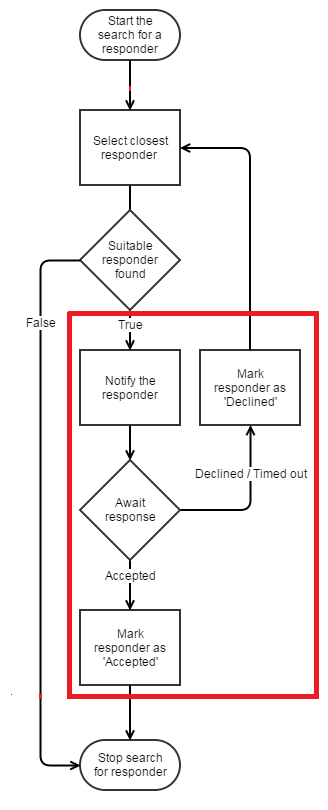 Start the
search for a
responder
Select closest
responder
Suitable
responder
found
False
True
Notify the
responder
Mark
responder as
'Declined'
Declined / Timed out
Await
response
Accepted
Mark
responder as
'Accepted'
Stop search
for responder